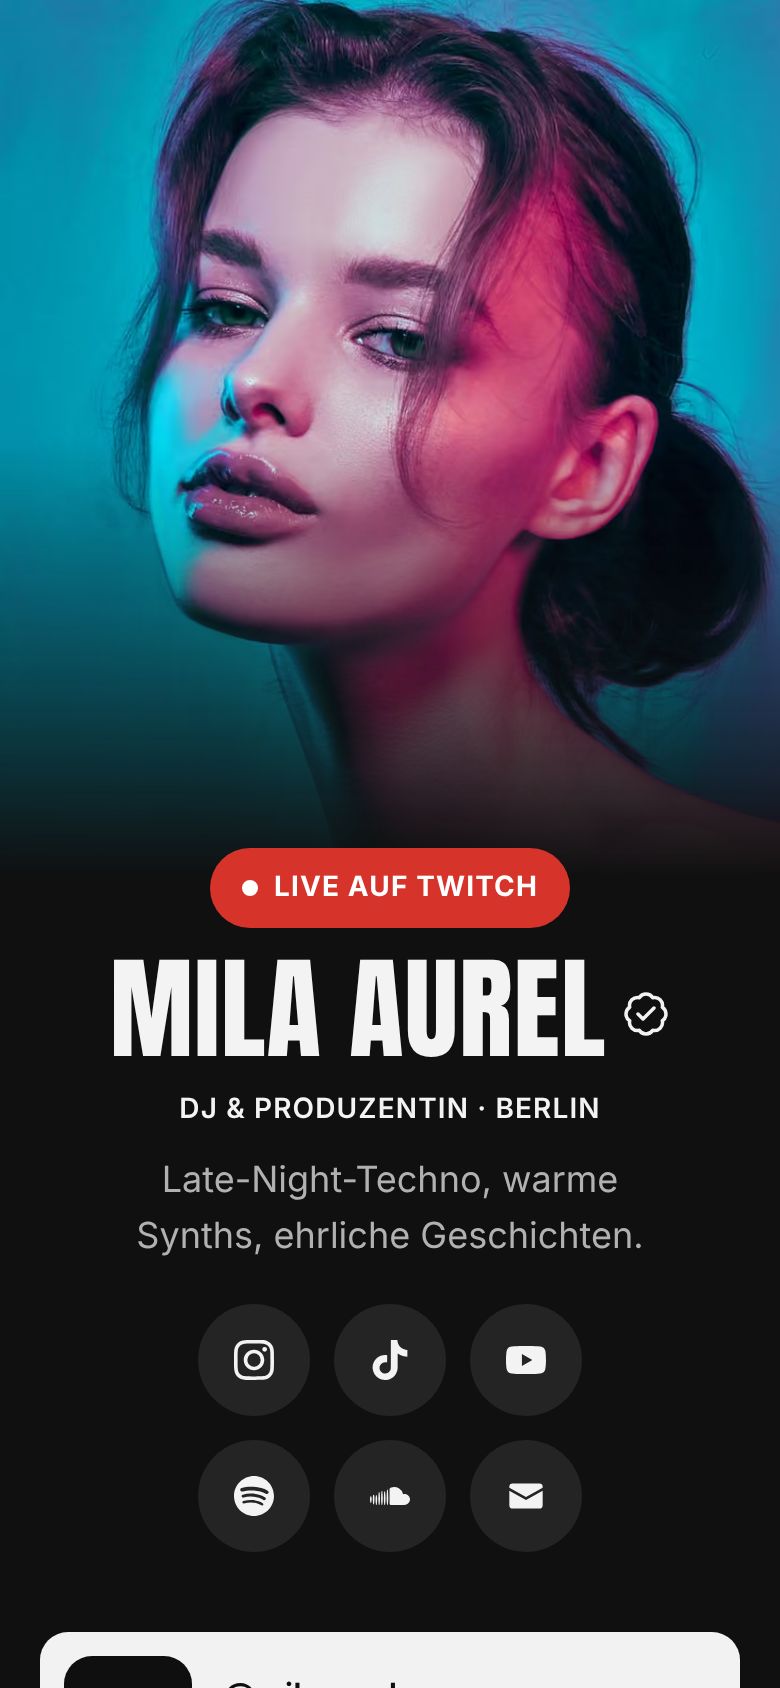 LIVE AUF TWITCH
MILA AUREL
DJ & PRODUZENTIN · BERLIN
Late-Night-Techno, warme
Synths, ehrliche Geschichten.